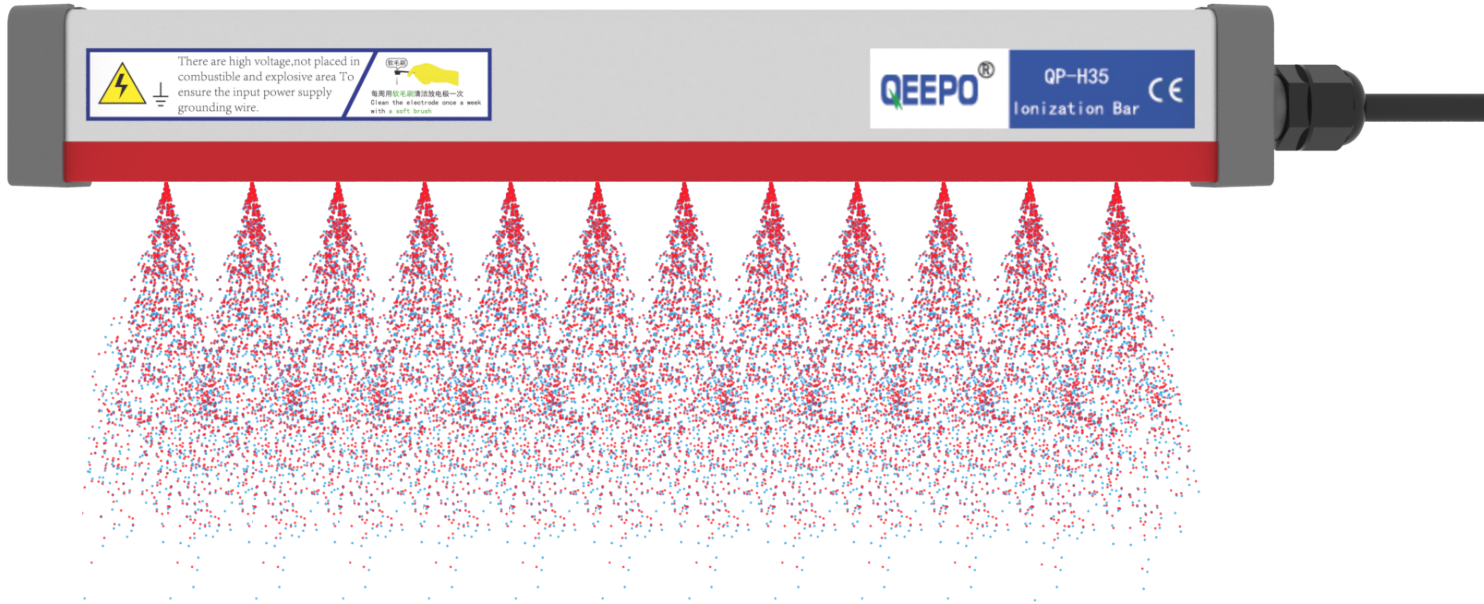 There are high voltage,not placed in
combustible and explosive area To
ensure the input power supply
grounding wire.
软毛刷
每周用软毛刷清洁放电极一次
Clean the electrode once a week
with a soft brush
QEEPO®
QP-H35
Ionization Bar
CE